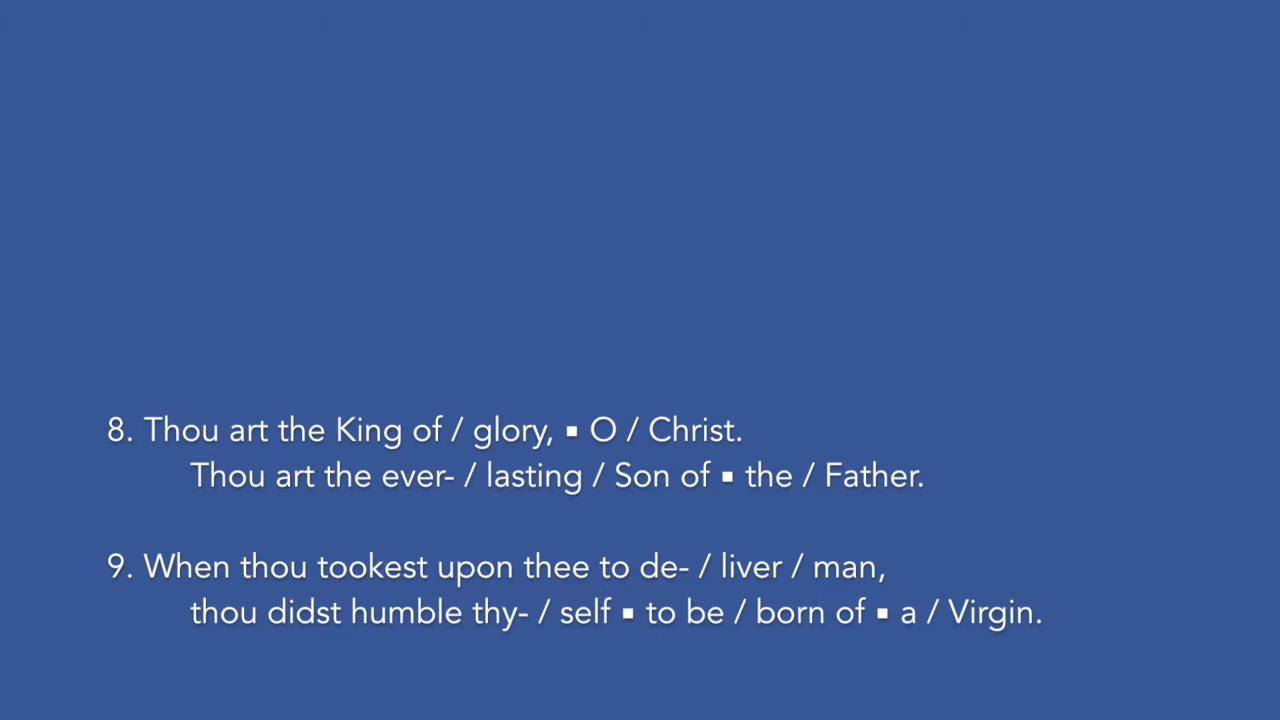 8. Thou art the King of / glory, ▪ O / Christ.
Thou art the ever- / lasting / Son of ▪ the / Father.
9. When thou tookest upon thee to de- / liver / man,
thou didst humble thy- / self ▪ to be / born of ▪ a / Virgin.